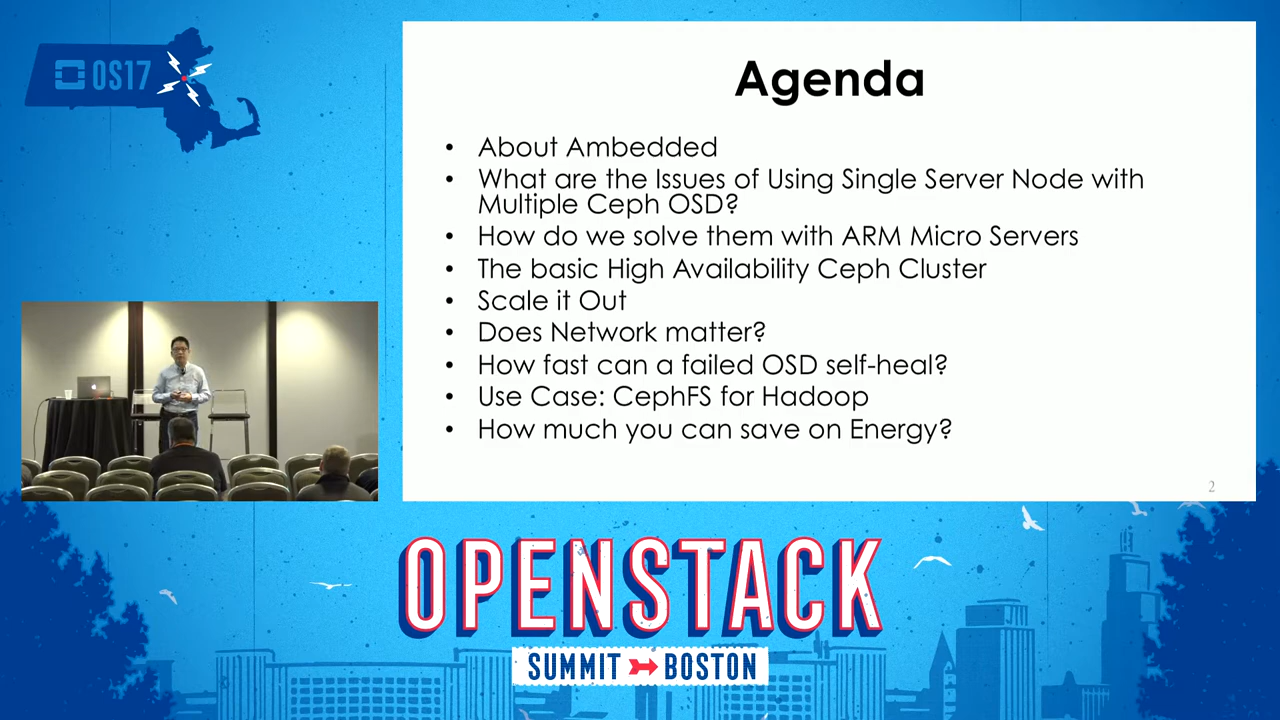 OS17
Agenda
• About Ambedded
• What are the Issues of Using Single Server Node with
Multiple Ceph OSD?
• How do we solve them with ARM Micro Servers
• The basic High Availability Ceph Cluster
• Scale it Out
• Does Network matter?
• How fast can a failed OSD self-heal?
• Use Case: CephFS for Hadoop
• How much you can save on Energy?
2
OPENSTACK
SUMMIT BOSTON